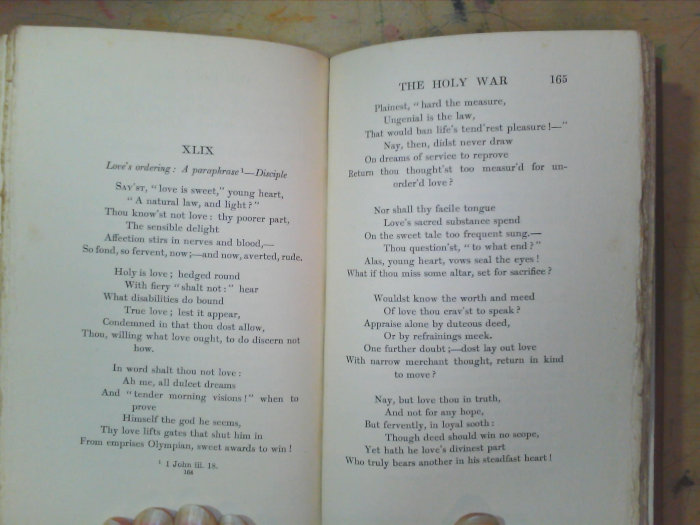 XLIX
Love's ordering: A paraphrase¹—Disciple
SAY'ST, "love is sweet," young heart,
"A natural law, and light?"
Thou know'st not love: thy poorer part,
The sensible delight
Affection stirs in nerves and blood,—
So fond, so fervent, now;—and now, averted, rude.
Holy is love; hedged round
With fiery "shalt not:" hear
What disabilities do bound
True love; lest it appear,
Condemned in that thou dost allow,
Thou, willing what love ought, to do discern not
how.
In word shalt thou not love:
Ah me, all dulcet dreams
And "tender morning visions!" when to
prove
Himself the god he seems,
Thy love lifts gates that shut him in
From emprises Olympian, sweet awards to win!
¹ 1 John iii. 18.
164
THE HOLY WAR 165
Plainest, "hard the measure,
Ungenial is the law,
That would ban life's tend'rest pleasure!—"
Nay, then, didst never draw
On dreams of service to reprove
Return thou thought'st too measur'd for un-
order'd love?
Nor shall thy facile tongue
Love's sacred substance spend
On the sweet tale too frequent sung.—
Thou question'st, "to what end?"
Alas, young heart, vows seal the eyes!
What if thou miss some altar, set for sacrifice?
Wouldst know the worth and meed
Of love thou crav'st to speak?
Appraise alone by duteous deed,
Or by refrainings meek.
One further doubt;—dost lay out love
With narrow merchant thought, return in kind
to move?
Nay, but love thou in truth,
And not for any hope,
But fervently, in loyal sooth:
Though deed should win no scope,
Yet hath he love's divinest part
Who truly bears another in his steadfast heart!